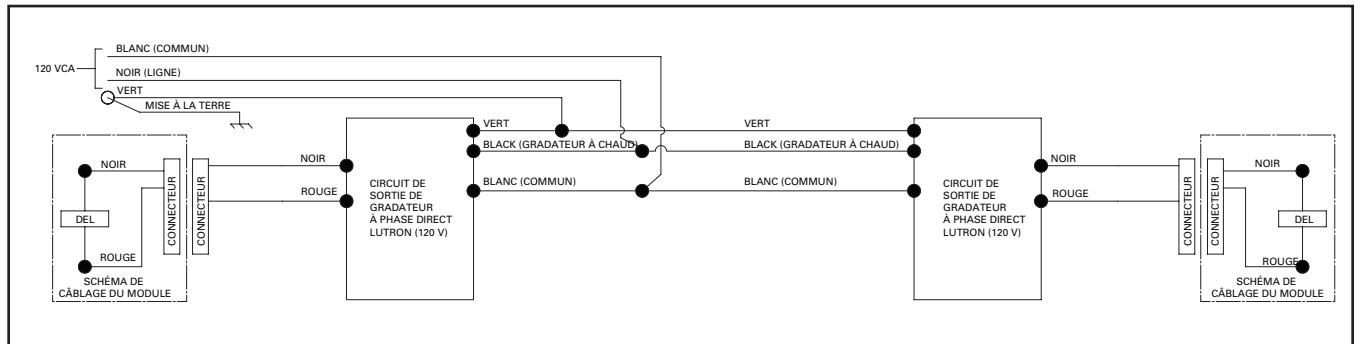 BLANC (COMMUN)
120 VCA
NOIR (LIGNE)
VERT
MISE À LA TERRE
VERT
VERT
BLACK (GRADATEUR À CHAUD)
BLACK (GRADATEUR À CHAUD)
BLANC (COMMUN)
BLANC (COMMUN)
NOIR
DEL
ROUGE
CONNECTEUR
SCHÉMA DE
CÂBLAGE DU MODULE
CONNECTEUR
NOIR
ROUGE
CIRCUIT DE
SORTIE DE
GRADATEUR
À PHASE DIRECT
LUTRON (120 V)
CIRCUIT DE
SORTIE DE
GRADATEUR
À PHASE DIRECT
LUTRON (120 V)
NOIR
ROUGE
CONNECTEUR
CONNECTEUR
NOIR
DEL
ROUGE
SCHÉMA DE
CÂBLAGE DU MODULE